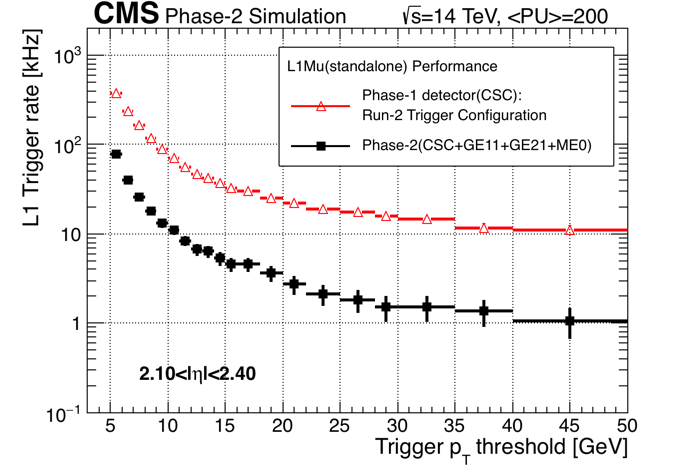 CMS Phase-2 Simulation √s=14 TeV, <PU>=200
L1 Trigger rate [kHz]
10³
10²
10
1
10⁻¹
L1Mu(standalone) Performance
Phase-1 detector(CSC):
Run-2 Trigger Configuration
Phase-2(CSC+GE11+GE21+ME0)
2.10<|η|<2.40
5 10 15 20 25 30 35 40 45 50
Trigger p_T threshold [GeV]